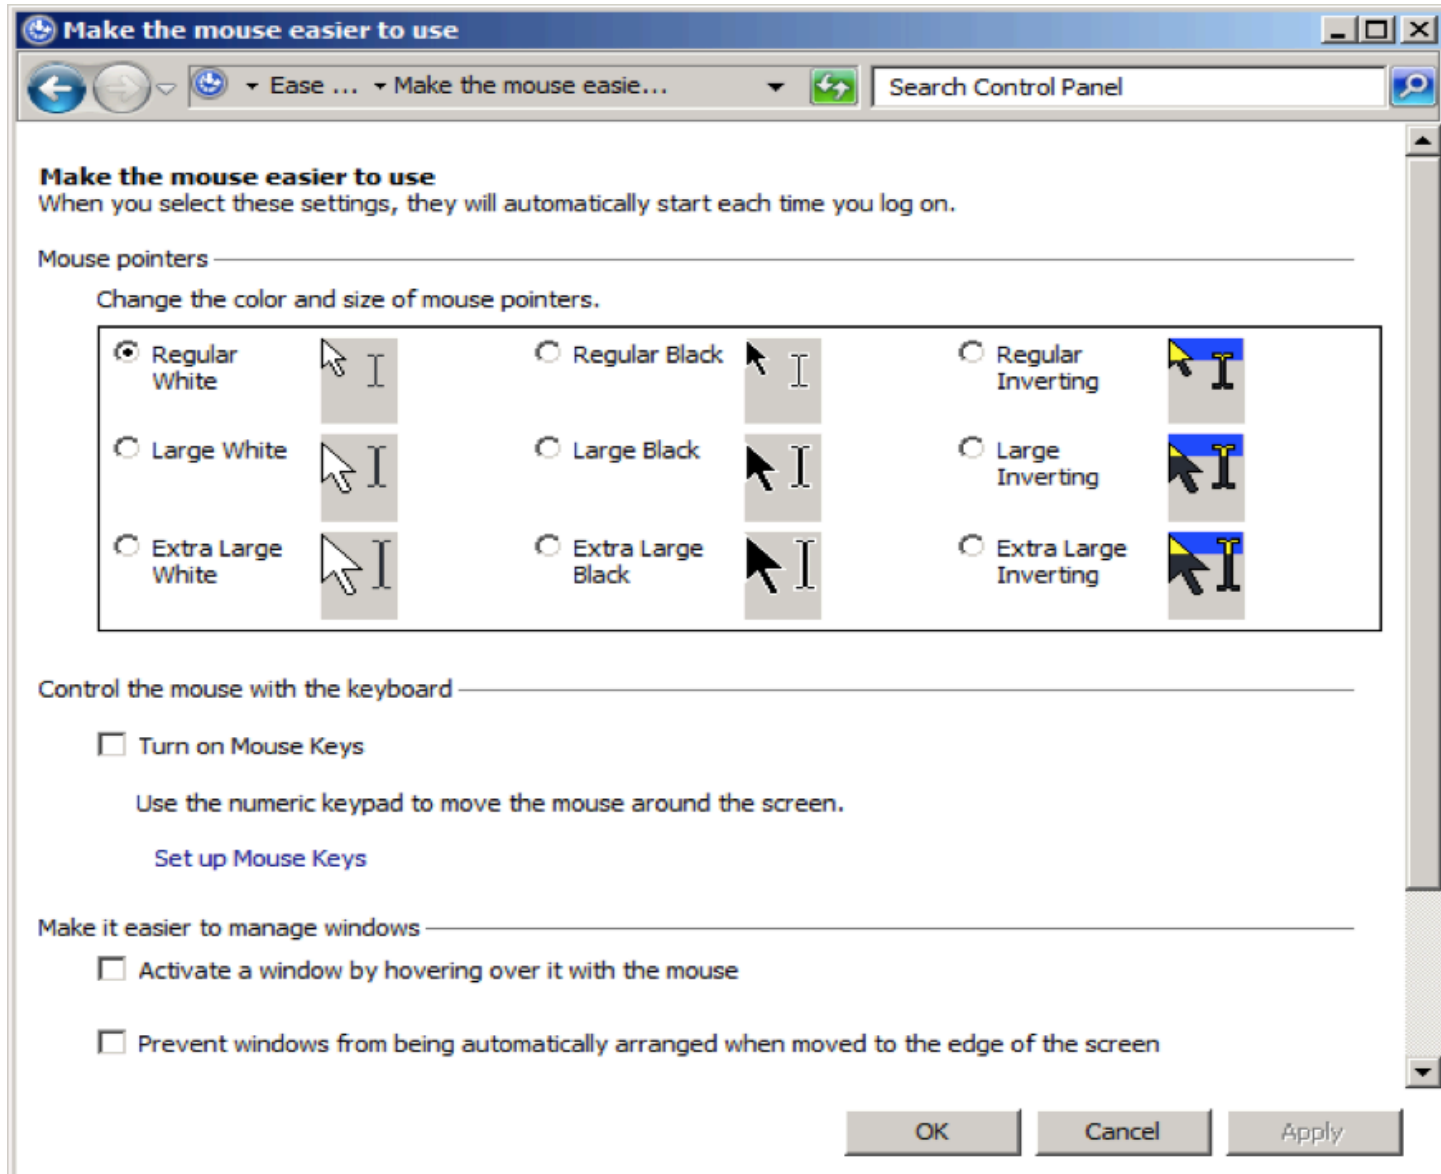 Make the mouse easier to use
Ease ... Make the mouse easie...
Search Control Panel
Make the mouse easier to use
When you select these settings, they will automatically start each time you log on.
Mouse pointers
Change the color and size of mouse pointers.
Regular
White
Regular Black
Regular
Inverting
Large White
Large Black
Large
Inverting
Extra Large
White
Extra Large
Black
Extra Large
Inverting
Control the mouse with the keyboard
Turn on Mouse Keys
Use the numeric keypad to move the mouse around the screen.
Set up Mouse Keys
Make it easier to manage windows
Activate a window by hovering over it with the mouse
Prevent windows from being automatically arranged when moved to the edge of the screen
OK
Cancel
Apply